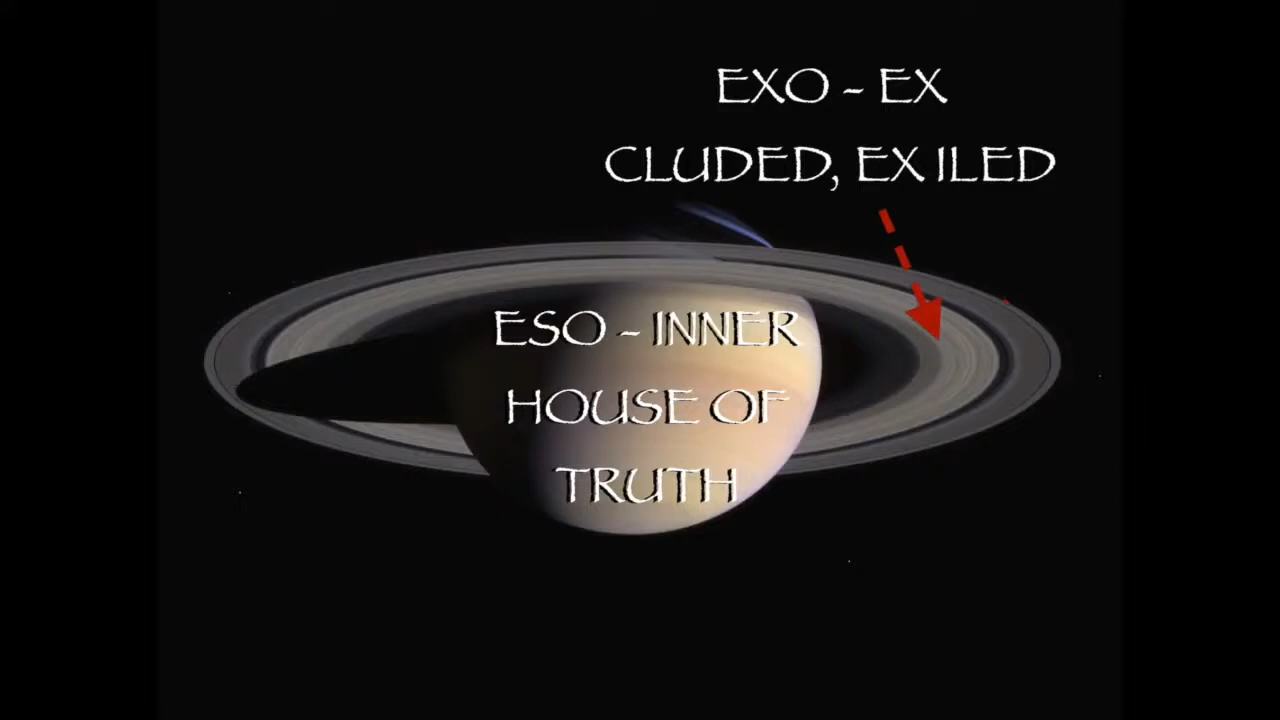 EXO - EX
CLUDED, EX ILED
ESO - INNER
HOUSE OF
TRUTH